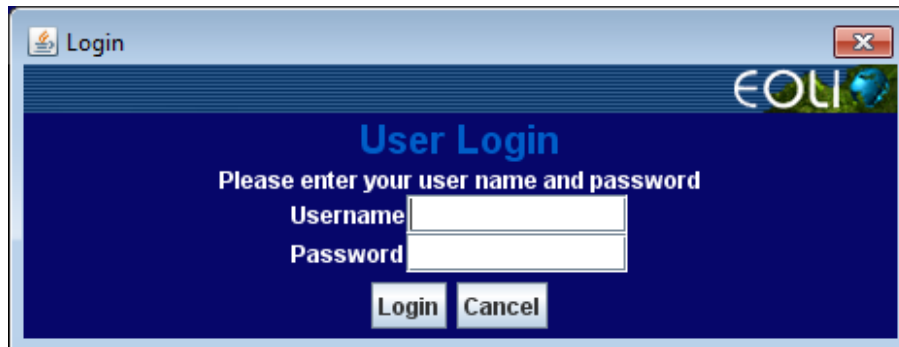 Login
EOLI
User Login
Please enter your user name and password
Username
Password
Login Cancel